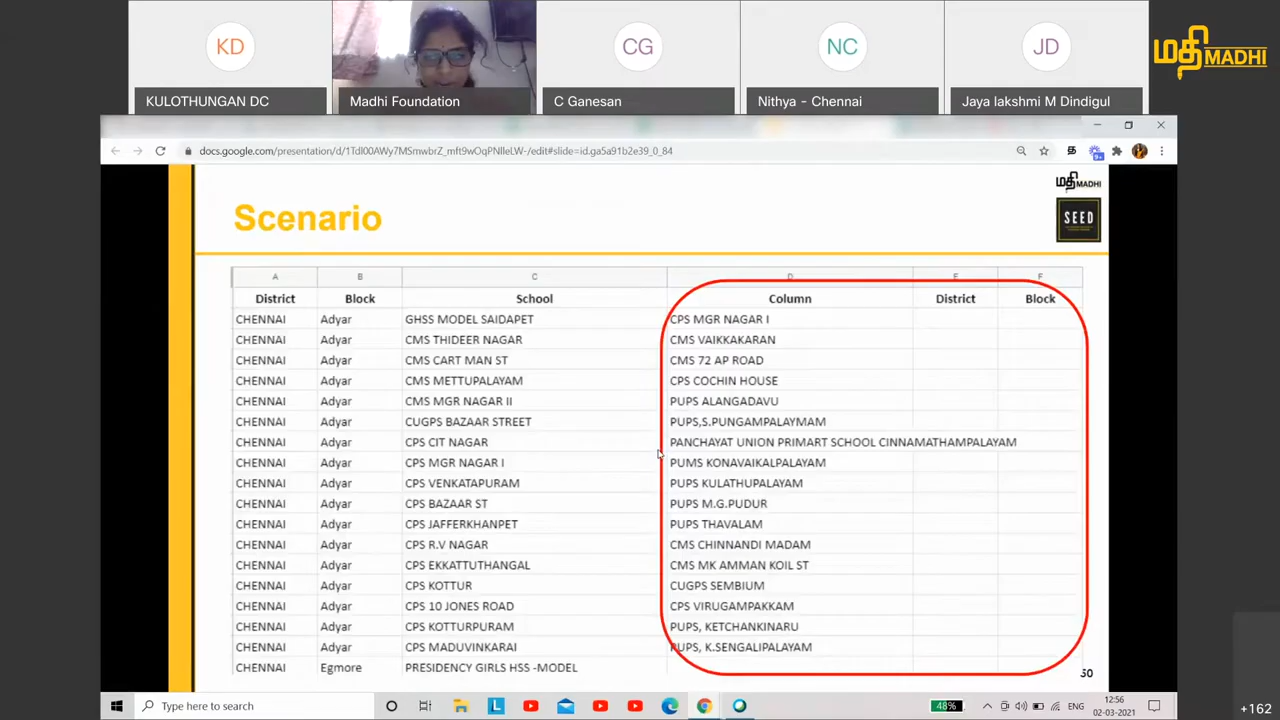 KD
CG
NC
JD
மதி MADHI
KULOTHUNGAN DC
Madhi Foundation
C Ganesan
Nithya - Chennai
Jaya lakshmi M Dindigul
docs.google.com/presentation/d/1Tdl00AWy7MSmwbrZ_mft9wOqPNlleLW-/edit#slide=id.ga5a91b2e39_0_84
மதி MADHI
Scenario
SEED
A B C D E F
District Block School Column District Block
CHENNAI Adyar GHSS MODEL SAIDAPET CPS MGR NAGAR I
CHENNAI Adyar CMS THIDEER NAGAR CMS VAIKKAKARAN
CHENNAI Adyar CMS CART MAN ST CMS 72 AP ROAD
CHENNAI Adyar CMS METTUPALAYAM CPS COCHIN HOUSE
CHENNAI Adyar CMS MGR NAGAR II PUPS ALANGADAVU
CHENNAI Adyar CUGPS BAZAAR STREET PUPS,S.PUNGAMPALAYMAM
CHENNAI Adyar CPS CIT NAGAR PANCHAYAT UNION PRIMART SCHOOL CINNAMATHAMPALAYAM
CHENNAI Adyar CPS MGR NAGAR I PUMS KONAVAIKALPALAYAM
CHENNAI Adyar CPS VENKATAPURAM PUPS KULATHUPALAYAM
CHENNAI Adyar CPS BAZAAR ST PUPS M.G.PUDUR
CHENNAI Adyar CPS JAFFERKHANPET PUPS THAVALAM
CHENNAI Adyar CPS R.V NAGAR CMS CHINNANDI MADAM
CHENNAI Adyar CPS EKKATTUTHANGAL CMS MK AMMAN KOIL ST
CHENNAI Adyar CPS KOTTUR CUGPS SEMBIUM
CHENNAI Adyar CPS 10 JONES ROAD CPS VIRUGAMPAKKAM
CHENNAI Adyar CPS KOTTURPURAM PUPS, KETCHANKINARU
CHENNAI Adyar CPS MADUVINKARAI PUPS, K.SENGALIPALAYAM
CHENNAI Egmore PRESIDENCY GIRLS HSS -MODEL
50
Type here to search
48%
ENG
12:56
02-03-2021
+162